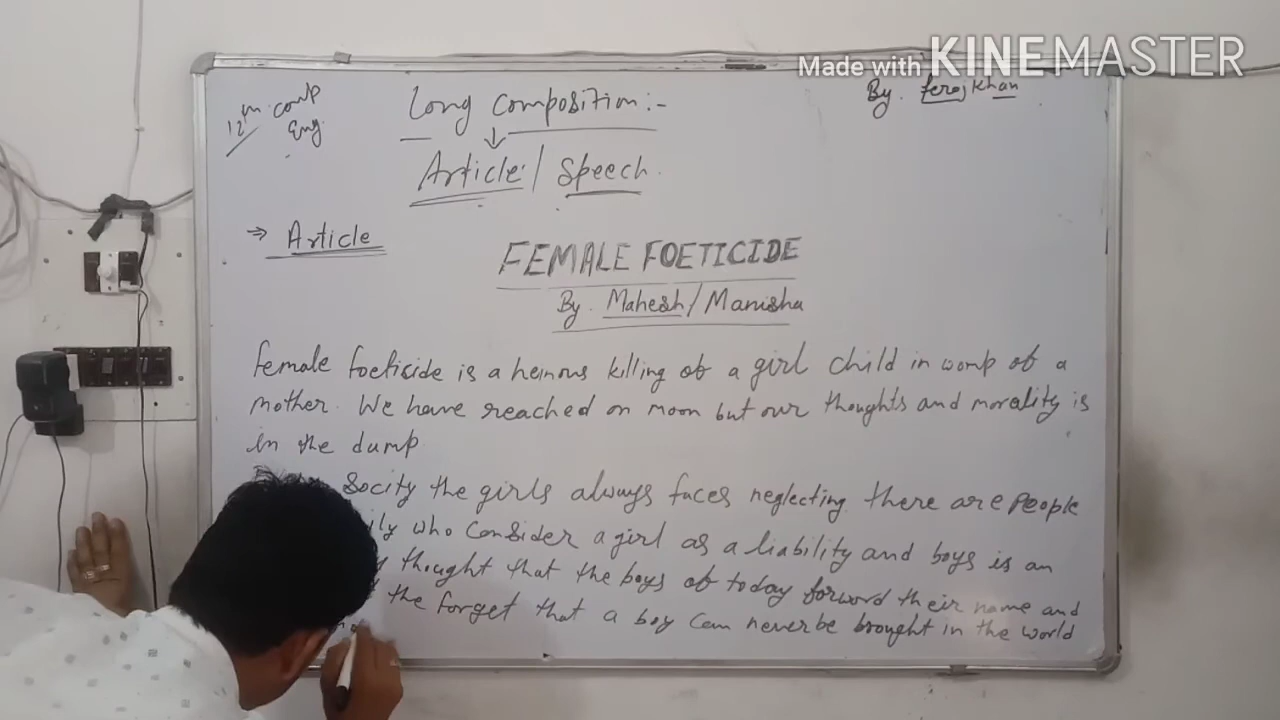 Made with KINEMASTER
12th comp
Eng.
Long composition:-
By. feroj khan
Article / Speech.
⇒ Article
FEMALE FOETICIDE
By. Mahesh/Manisha
Female foeticide is a heinous killing of a girl child in womb of a
mother. We have reached on moon but our thoughts and morality is
in the dump
socity the girls always faces neglecting there are people
who consider a girl as a liability and boys is an
thought that the boys of today forword their name and
the forget that a boy can never be brought in the world